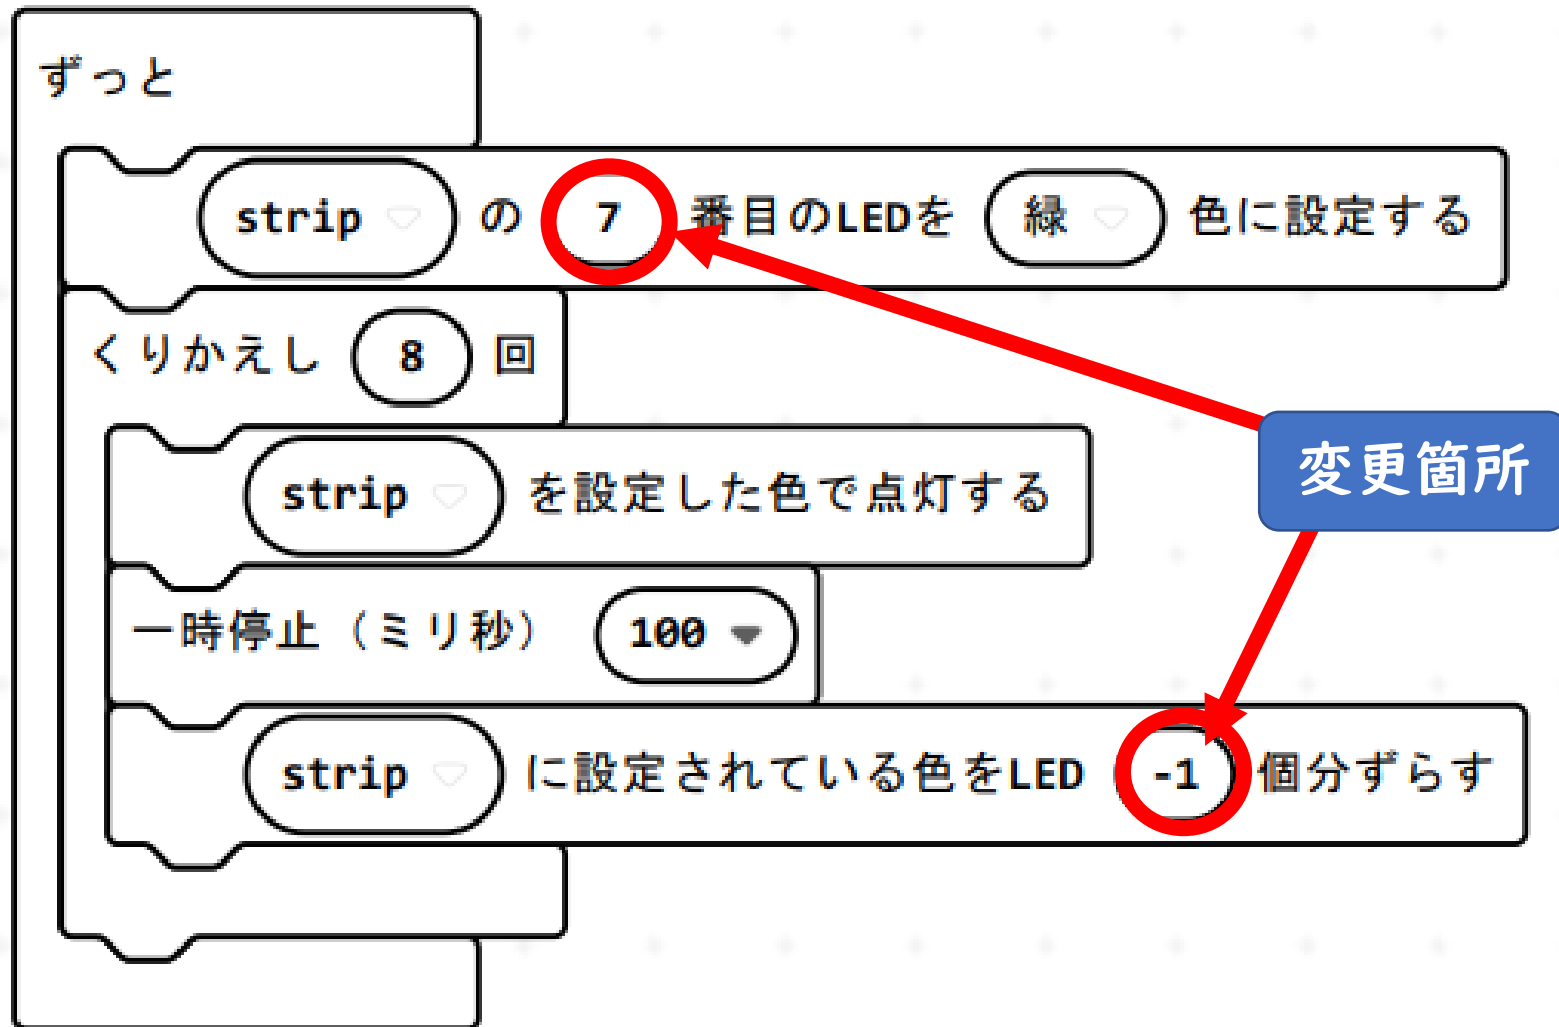 ずっと
strip の 7 番目のLEDを 緑 色に設定する
くりかえし 8 回
変更箇所
strip を設定した色で点灯する
一時停止（ミリ秒） 100
strip に設定されている色をLED -1 個分ずらす